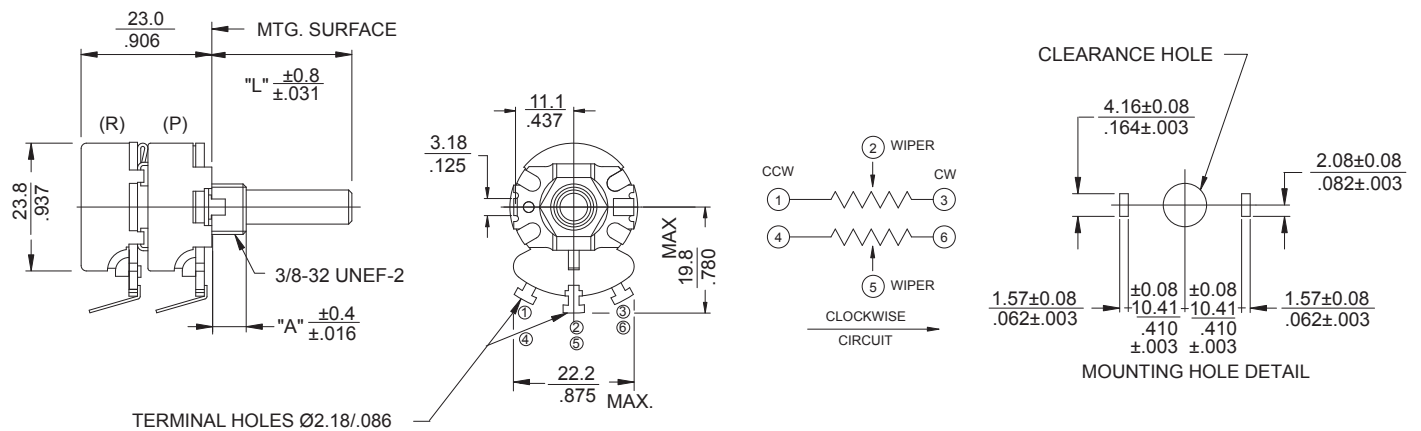 23.0
.906
MTG. SURFACE
"L" ±0.8
±.031
(R) (P)
23.8
.937
3/8-32 UNEF-2
"A" ±0.4
±.016
TERMINAL HOLES Ø2.18/.086
11.1
.437
3.18
.125
MAX
19.8
.780
① ② ③
④ ⑤ ⑥
22.2
.875 MAX.
② WIPER
CCW CW
① ③
④ ⑥
⑤ WIPER
CLOCKWISE
CIRCUIT
CLEARANCE HOLE
4.16±0.08
.164±.003
2.08±0.08
.082±.003
1.57±0.08
.062±.003
±0.08
10.41
.410
±.003
±0.08
10.41
.410
±.003
1.57±0.08
.062±.003
MOUNTING HOLE DETAIL